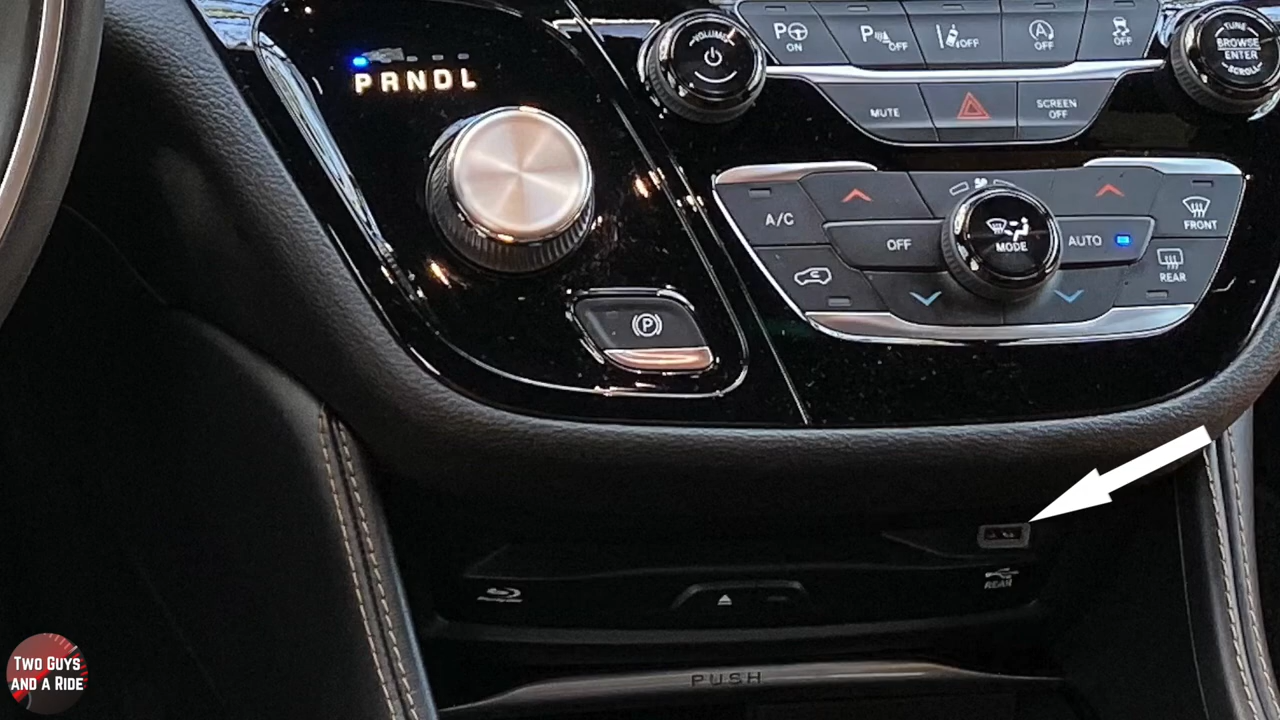 PRNDL
VOLUME
P ON
P OFF
OFF
A OFF
OFF
TUNE
BROWSE
ENTER
SCROLL
MUTE
SCREEN
OFF
A/C
OFF
MODE
AUTO
FRONT
REAR
P
REAR
PUSH
TWO GUYS
AND A RIDE